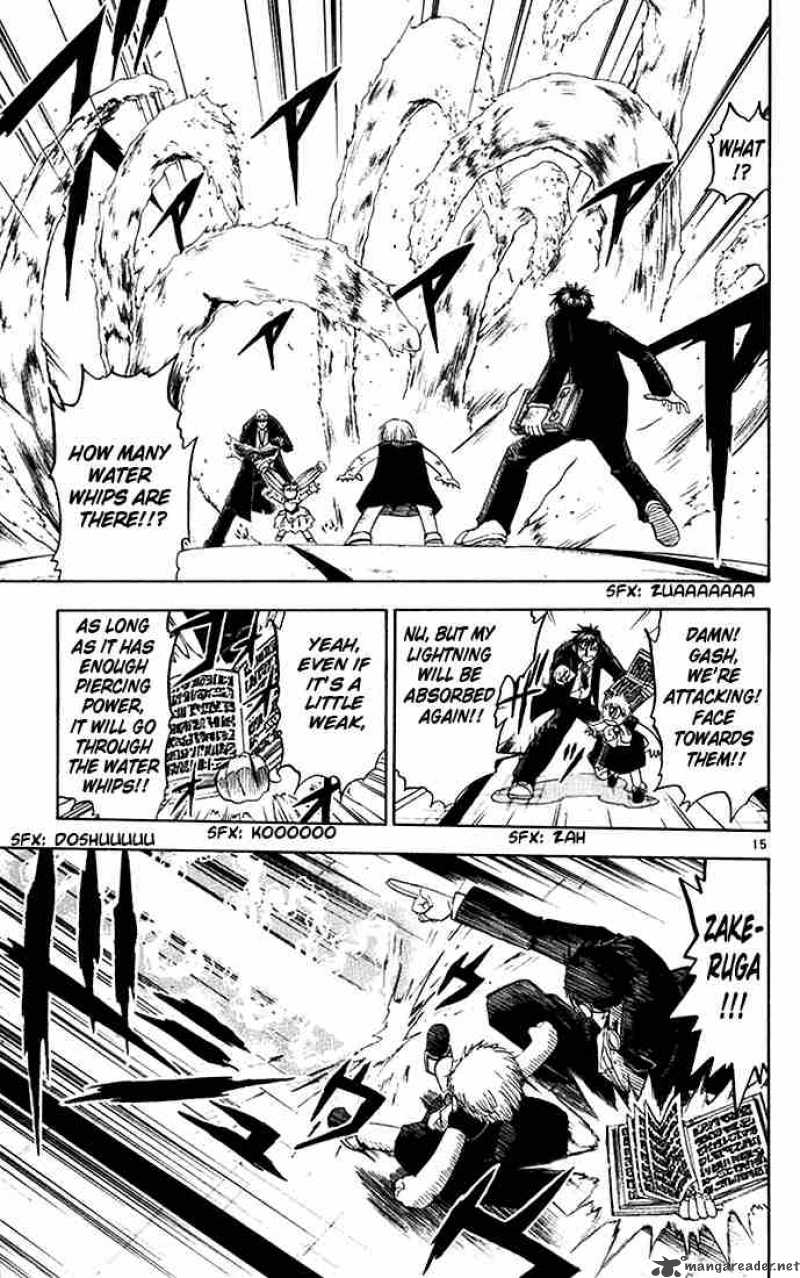 WHAT
!?
HOW MANY
WATER
WHIPS ARE
THERE!!?
SFX: ZUAAAAAAA
DAMN!
GASH,
WE'RE
ATTACKING!
FACE
TOWARDS
THEM!!
NU, BUT MY
LIGHTNING
WILL BE
ABSORBED
AGAIN!!
YEAH,
EVEN IF
IT'S A
LITTLE
WEAK,
AS LONG
AS IT HAS
ENOUGH
PIERCING
POWER,
IT WILL GO
THROUGH
THE WATER
WHIPS!!
SFX: ZAH
SFX: KOOOOOO
SFX: DOSHUUUUU
15
ZAKE-
RUGA
!!!
mangareader.net